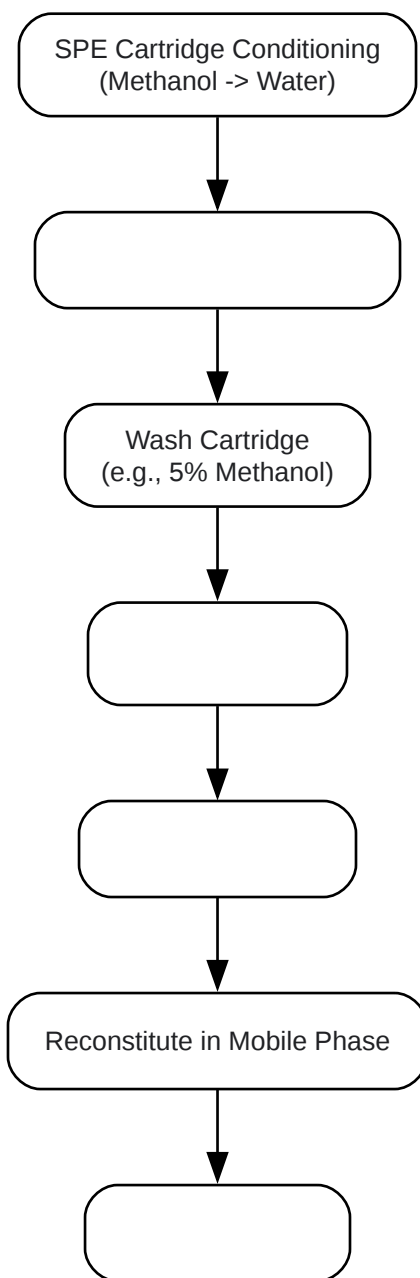 SPE Cartridge Conditioning
(Methanol -> Water)
Wash Cartridge
(e.g., 5% Methanol)
Reconstitute in Mobile Phase